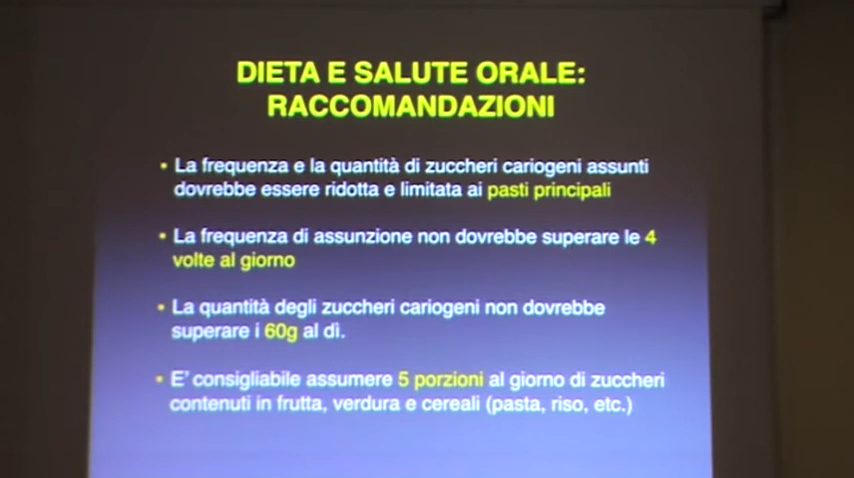 DIETA E SALUTE ORALE:
RACCOMANDAZIONI
• La frequenza e la quantità di zuccheri cariogeni assunti
dovrebbe essere ridotta e limitata ai pasti principali
• La frequenza di assunzione non dovrebbe superare le 4
volte al giorno
• La quantità degli zuccheri cariogeni non dovrebbe
superare i 60g al dì.
• E' consigliabile assumere 5 porzioni al giorno di zuccheri
contenuti in frutta, verdura e cereali (pasta, riso, etc.)